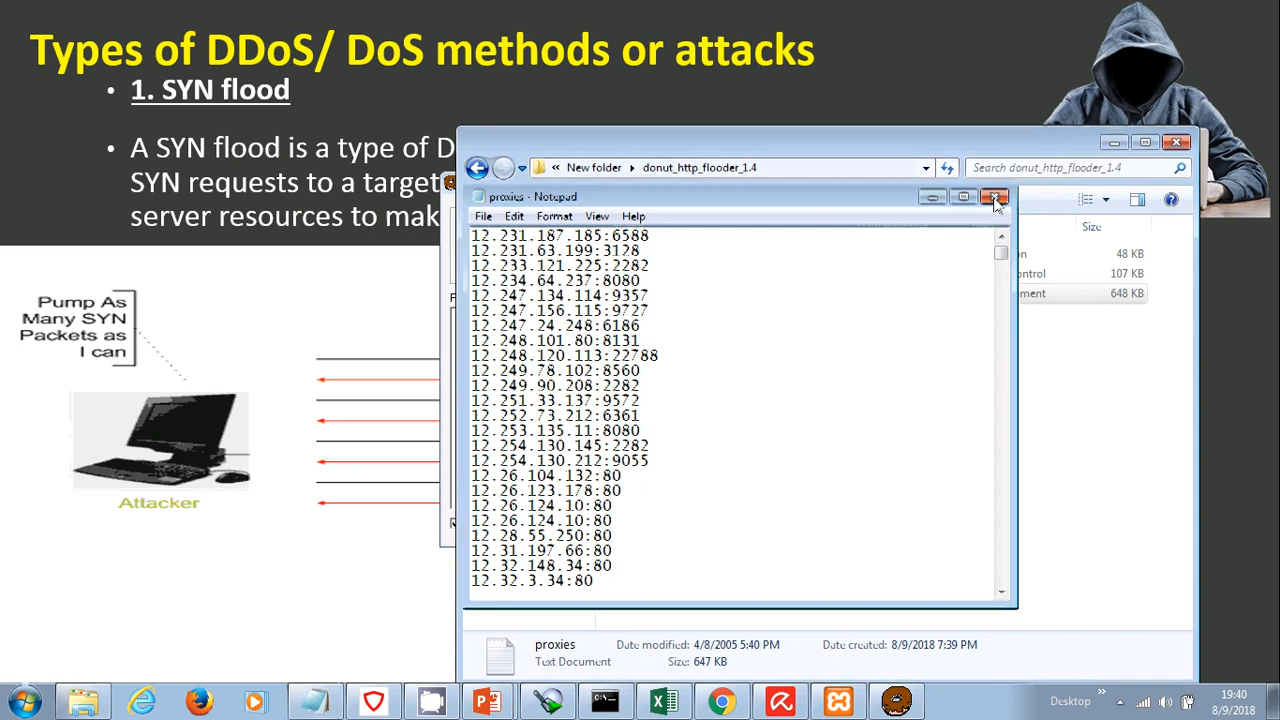 Types of DDoS/ DoS methods or attacks
• 1. SYN flood
• A SYN flood is a type of D
SYN requests to a target
server resources to mak
Pump As
Many SYN
Packets as
I can
Attacker
« New folder ▸ donut_http_flooder_1.4
Search donut_http_flooder_1.4
proxies - Notepad
File Edit Format View Help
12.231.187.185:6588
12.231.63.199:3128
12.233.121.225:2282
12.234.64.237:8080
12.247.134.114:9357
12.247.156.115:9727
12.247.24.248:6186
12.248.101.80:8131
12.248.120.113:22788
12.249.78.102:8560
12.249.90.208:2282
12.251.33.137:9572
12.252.73.212:6361
12.253.135.11:8080
12.254.130.145:2282
12.254.130.212:9055
12.26.104.132:80
12.26.123.178:80
12.26.124.10:80
12.26.124.10:80
12.28.55.250:80
12.31.197.66:80
12.32.148.34:80
12.32.3.34:80
Size
on 48 KB
ontrol 107 KB
ment 648 KB
proxies Date modified: 4/8/2005 5:40 PM Date created: 8/9/2018 7:39 PM
Text Document Size: 647 KB
Desktop
19:40
8/9/2018